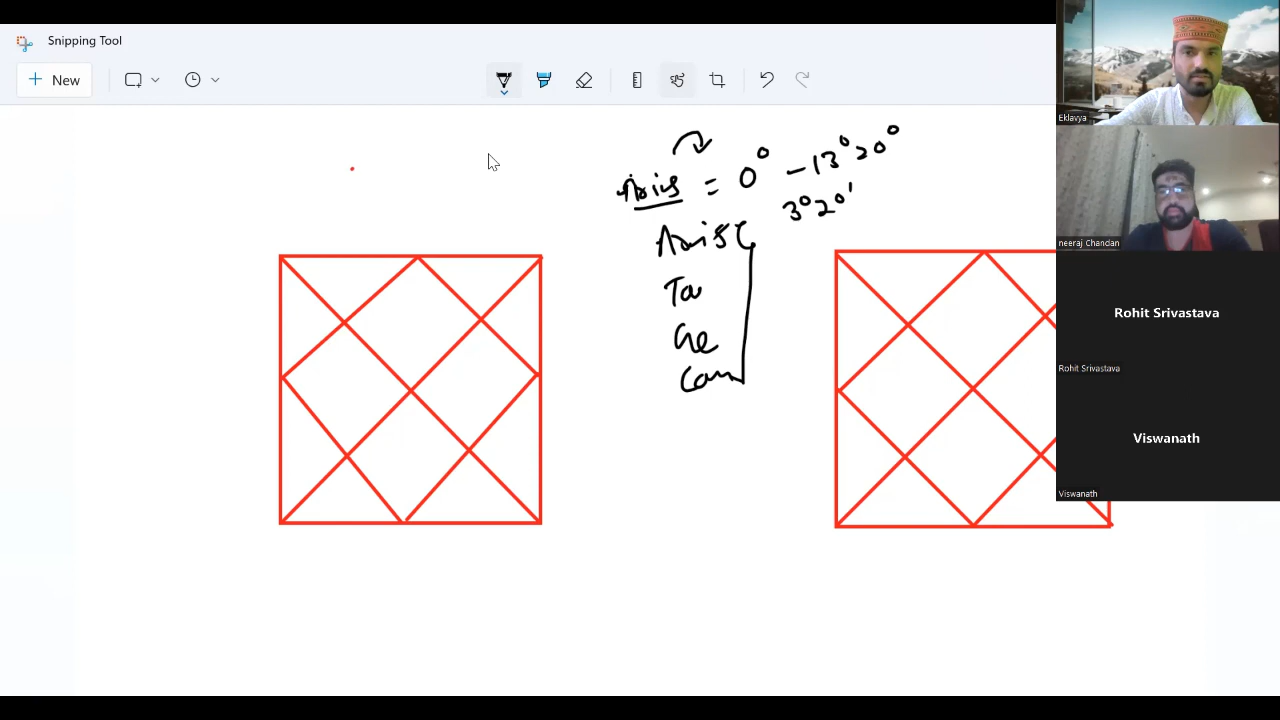 Snipping Tool
New
Aries = 0° - 13°20°
3°20'
Aries
Ta
Ge
Can
Eklavya
neeraj Chandan
Rohit Srivastava
Rohit Srivastava
Viswanath
Viswanath